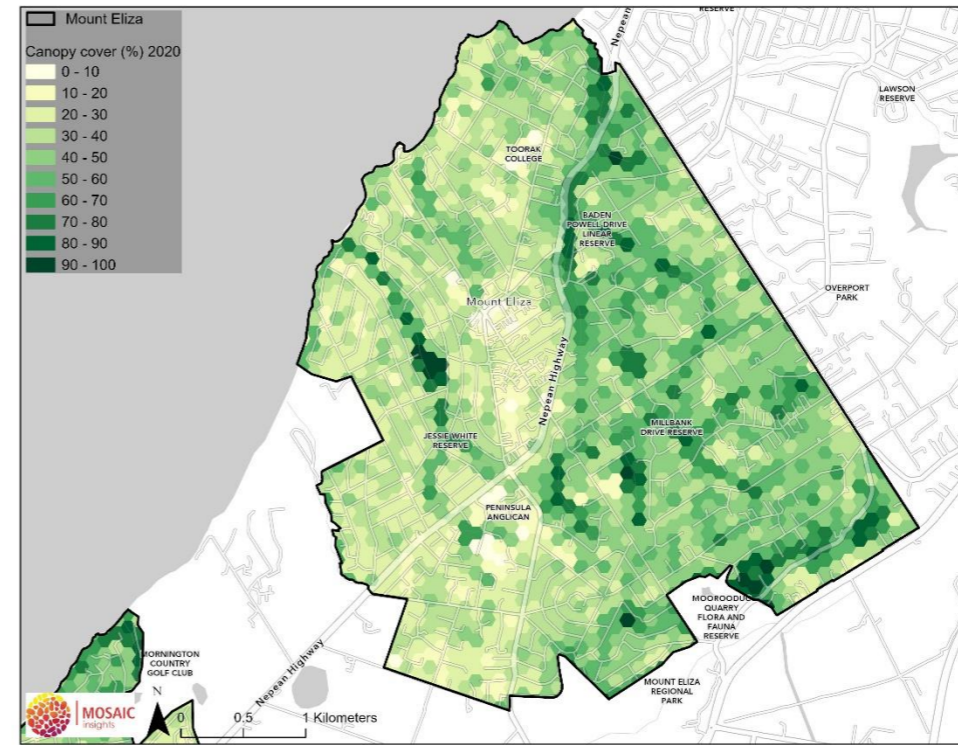 Mount Eliza
Canopy cover (%) 2020
0 - 10
10 - 20
20 - 30
30 - 40
40 - 50
50 - 60
60 - 70
70 - 80
80 - 90
90 - 100
RESERVE
Nepean
LAWSON
RESERVE
TOORAK
COLLEGE
BADEN
POWELL DRIVE
LINEAR
RESERVE
OVERPORT
PARK
Mount Eliza
Nepean Highway
JESSIE WHITE
RESERVE
MILLBANK
DRIVE RESERVE
PENINSULA
ANGLICAN
MOOROODUC
QUARRY
FLORA AND
FAUNA
RESERVE
MOUNT ELIZA
REGIONAL
PARK
Nepean Highway
MORNINGTON
COUNTRY
GOLF CLUB
MOSAIC
insights
N
0 0.5 1 Kilometers